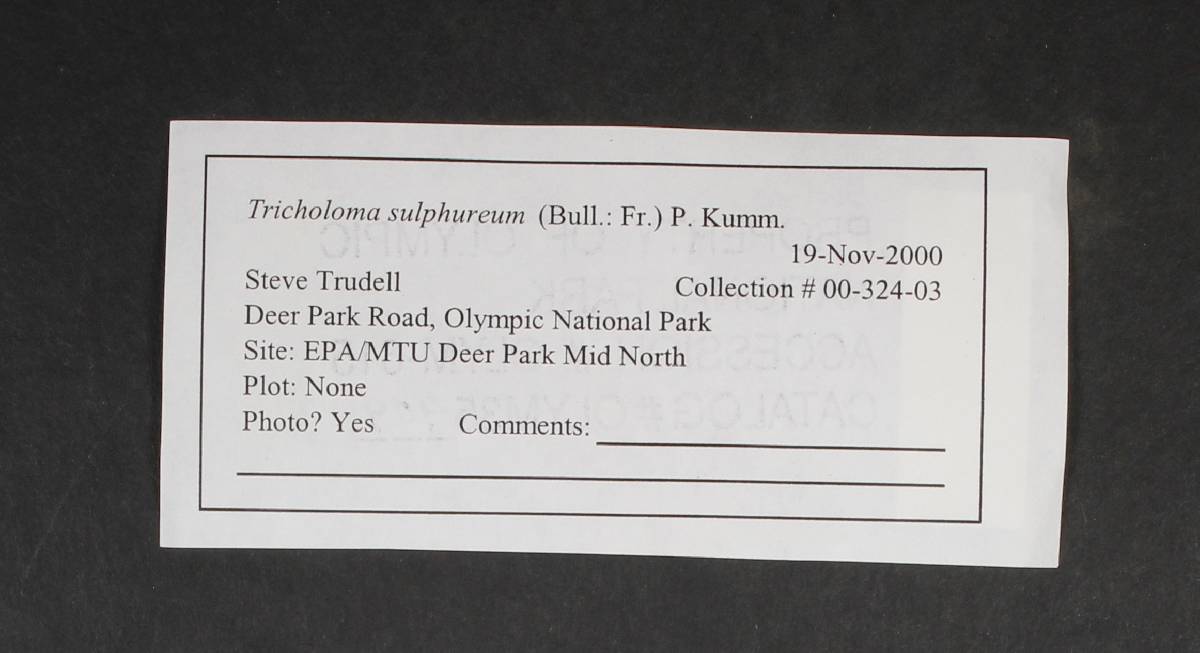 Tricholoma sulphureum (Bull.: Fr.) P. Kumm.
19-Nov-2000
Steve Trudell Collection # 00-324-03
Deer Park Road, Olympic National Park
Site: EPA/MTU Deer Park Mid North
Plot: None
Photo? Yes Comments: